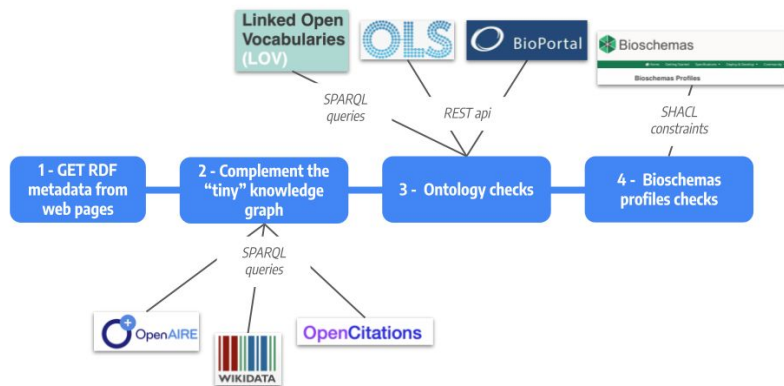 Linked Open
Vocabularies
(LOV)
OLS
BioPortal
Bioschemas
Bioschemas Profiles
SPARQL
queries
REST api
SHACL
constraints
1 - GET RDF
metadata from
web pages
2 - Complement the
“tiny” knowledge
graph
3 - Ontology checks
4 - Bioschemas
profiles checks
SPARQL
queries
OpenAIRE
WIKIDATA
OpenCitations